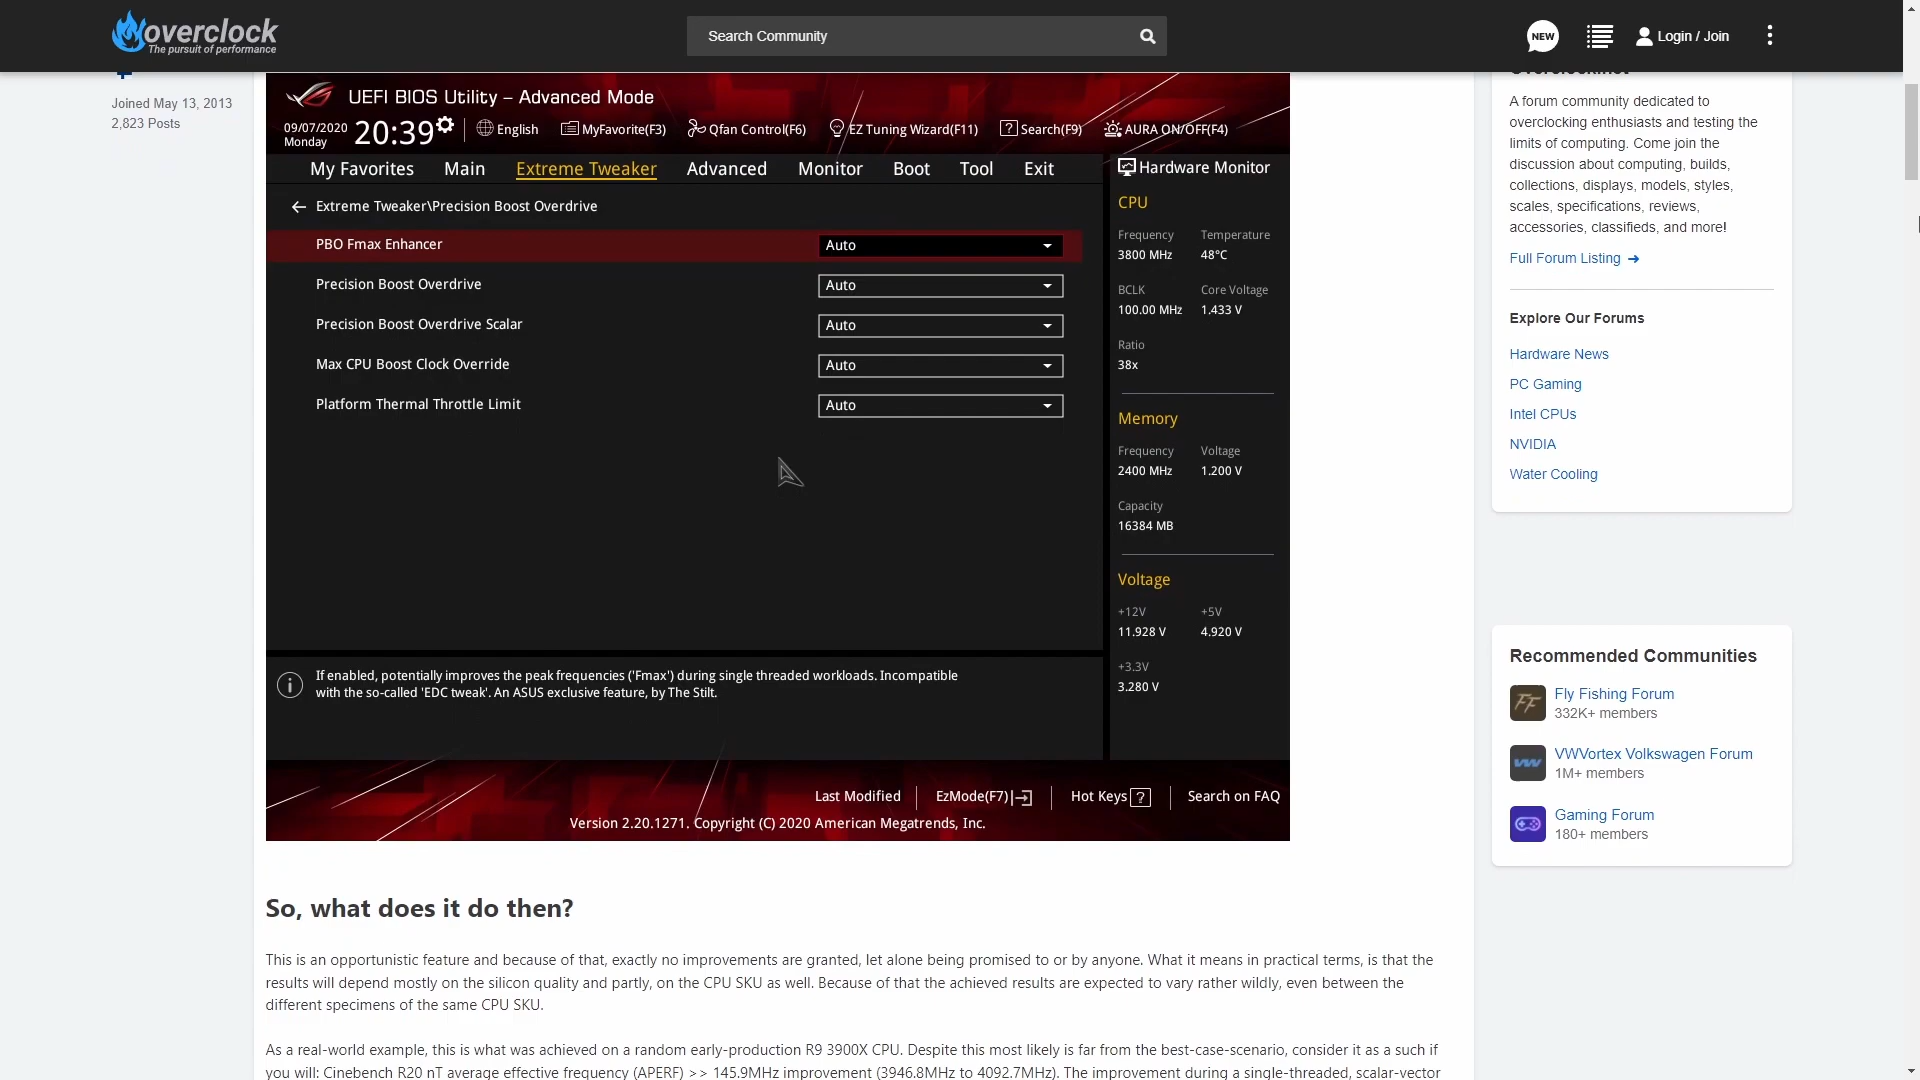 overclock
The pursuit of performance
Search Community
NEW
Login / Join
Joined May 13, 2013
2,823 Posts
UEFI BIOS Utility – Advanced Mode
09/07/2020
Monday
20:39
English
MyFavorite(F3)
Qfan Control(F6)
EZ Tuning Wizard(F11)
Search(F9)
AURA ON/OFF(F4)
My Favorites
Main
Extreme Tweaker
Advanced
Monitor
Boot
Tool
Exit
Extreme Tweaker\Precision Boost Overdrive
PBO Fmax Enhancer Auto
Precision Boost Overdrive Auto
Precision Boost Overdrive Scalar Auto
Max CPU Boost Clock Override Auto
Platform Thermal Throttle Limit Auto
If enabled, potentially improves the peak frequencies ('Fmax') during single threaded workloads. Incompatible
with the so-called 'EDC tweak'. An ASUS exclusive feature, by The Stilt.
Hardware Monitor
CPU
Frequency Temperature
3800 MHz 48°C
BCLK Core Voltage
100.00 MHz 1.433 V
Ratio
38x
Memory
Frequency Voltage
2400 MHz 1.200 V
Capacity
16384 MB
Voltage
+12V +5V
11.928 V 4.920 V
+3.3V
3.280 V
Last Modified
EzMode(F7)
Hot Keys ?
Search on FAQ
Version 2.20.1271. Copyright (C) 2020 American Megatrends, Inc.
So, what does it do then?
This is an opportunistic feature and because of that, exactly no improvements are granted, let alone being promised to or by anyone. What it means in practical terms, is that the
results will depend mostly on the silicon quality and partly, on the CPU SKU as well. Because of that the achieved results are expected to vary rather wildly, even between the
different specimens of the same CPU SKU.
As a real-world example, this is what was achieved on a random early-production R9 3900X CPU. Despite this most likely is far from the best-case-scenario, consider it as a such if
you will: Cinebench R20 nT average effective frequency (APERF) >> 145.9MHz improvement (3946.8MHz to 4092.7MHz). The improvement during a single-threaded, scalar-vector
A forum community dedicated to
overclocking enthusiasts and testing the
limits of computing. Come join the
discussion about computing, builds,
collections, displays, models, styles,
scales, specifications, reviews,
accessories, classifieds, and more!
Full Forum Listing
Explore Our Forums
Hardware News
PC Gaming
Intel CPUs
NVIDIA
Water Cooling
Recommended Communities
FF
Fly Fishing Forum
332K+ members
VWVortex Volkswagen Forum
1M+ members
Gaming Forum
180+ members